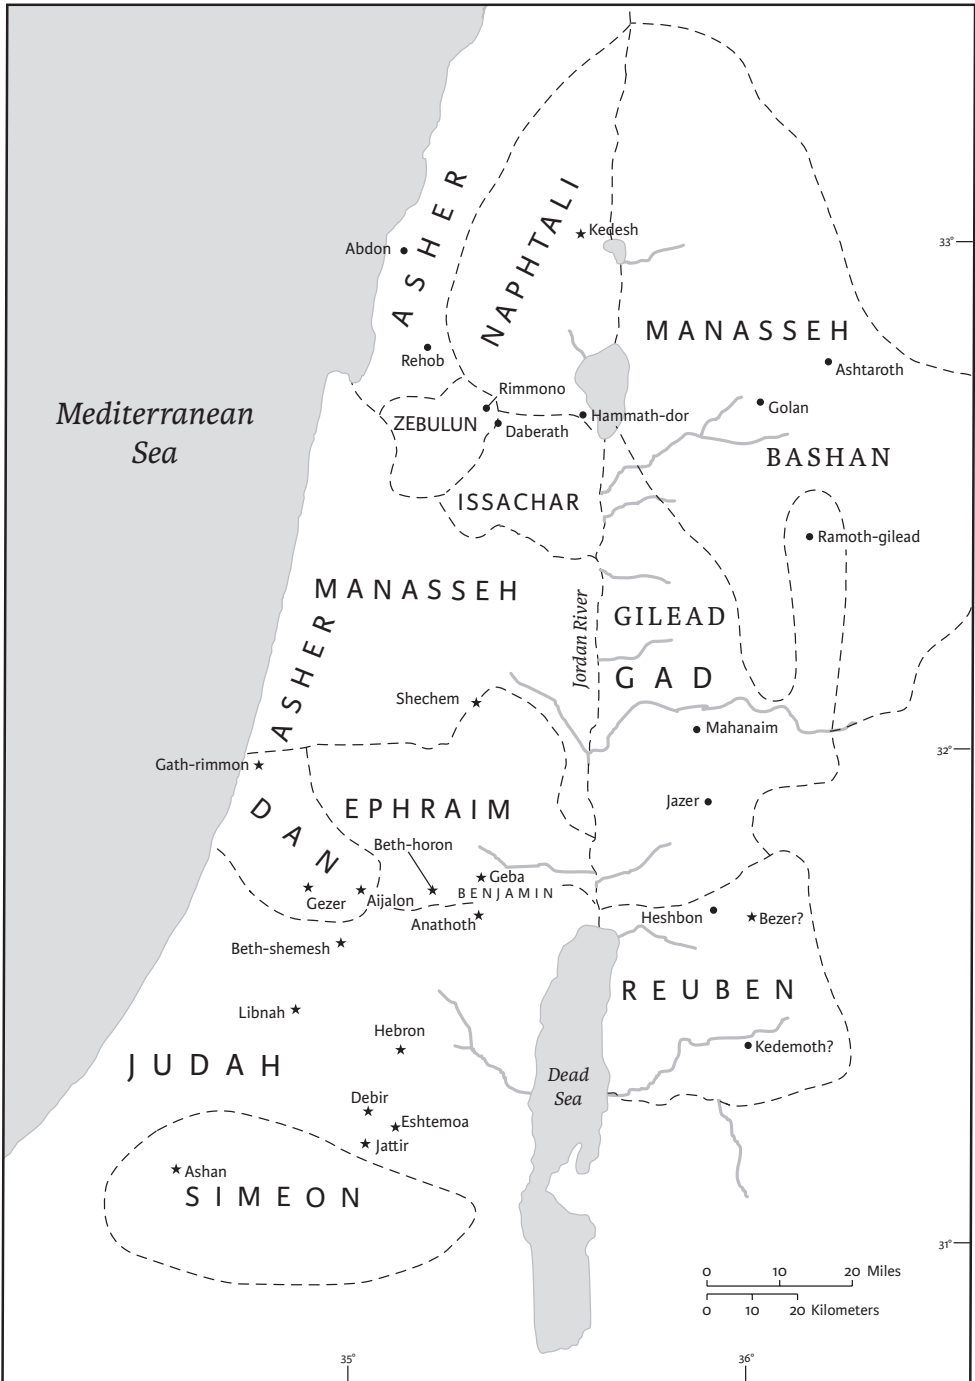 ASHER
NAPHTALI
Kedesh
Abdon
33°
MANASSEH
Rehob
Ashtaroth
Rimmono
Golan
Mediterranean
Sea
ZEBULUN
Hammath-dor
Daberath
BASHAN
ISSACHAR
Ramoth-gilead
MANASSEH
ASHER
Jordan River
GILEAD
GAD
Shechem
Mahanaim
32°
Gath-rimmon
DAN
EPHRAIM
Jazer
Beth-horon
Geba
BENJAMIN
Gezer
Aijalon
Anathoth
Heshbon
Bezer?
Beth-shemesh
REUBEN
Libnah
Hebron
Kedemoth?
JUDAH
Dead
Sea
Debir
Eshtemoa
Jattir
Ashan
SIMEON
31°
0 10 20 Miles
0 10 20 Kilometers
35°
36°